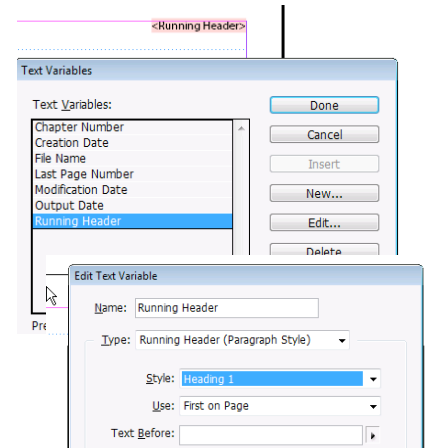 <Running Header>
Text Variables
Text Variables:
Chapter Number
Creation Date
File Name
Last Page Number
Modification Date
Output Date
Running Header
Done
Cancel
Insert
New...
Edit...
Delete
Pre
Edit Text Variable
Name: Running Header
Type: Running Header (Paragraph Style)
Style: Heading 1
Use: First on Page
Text Before: